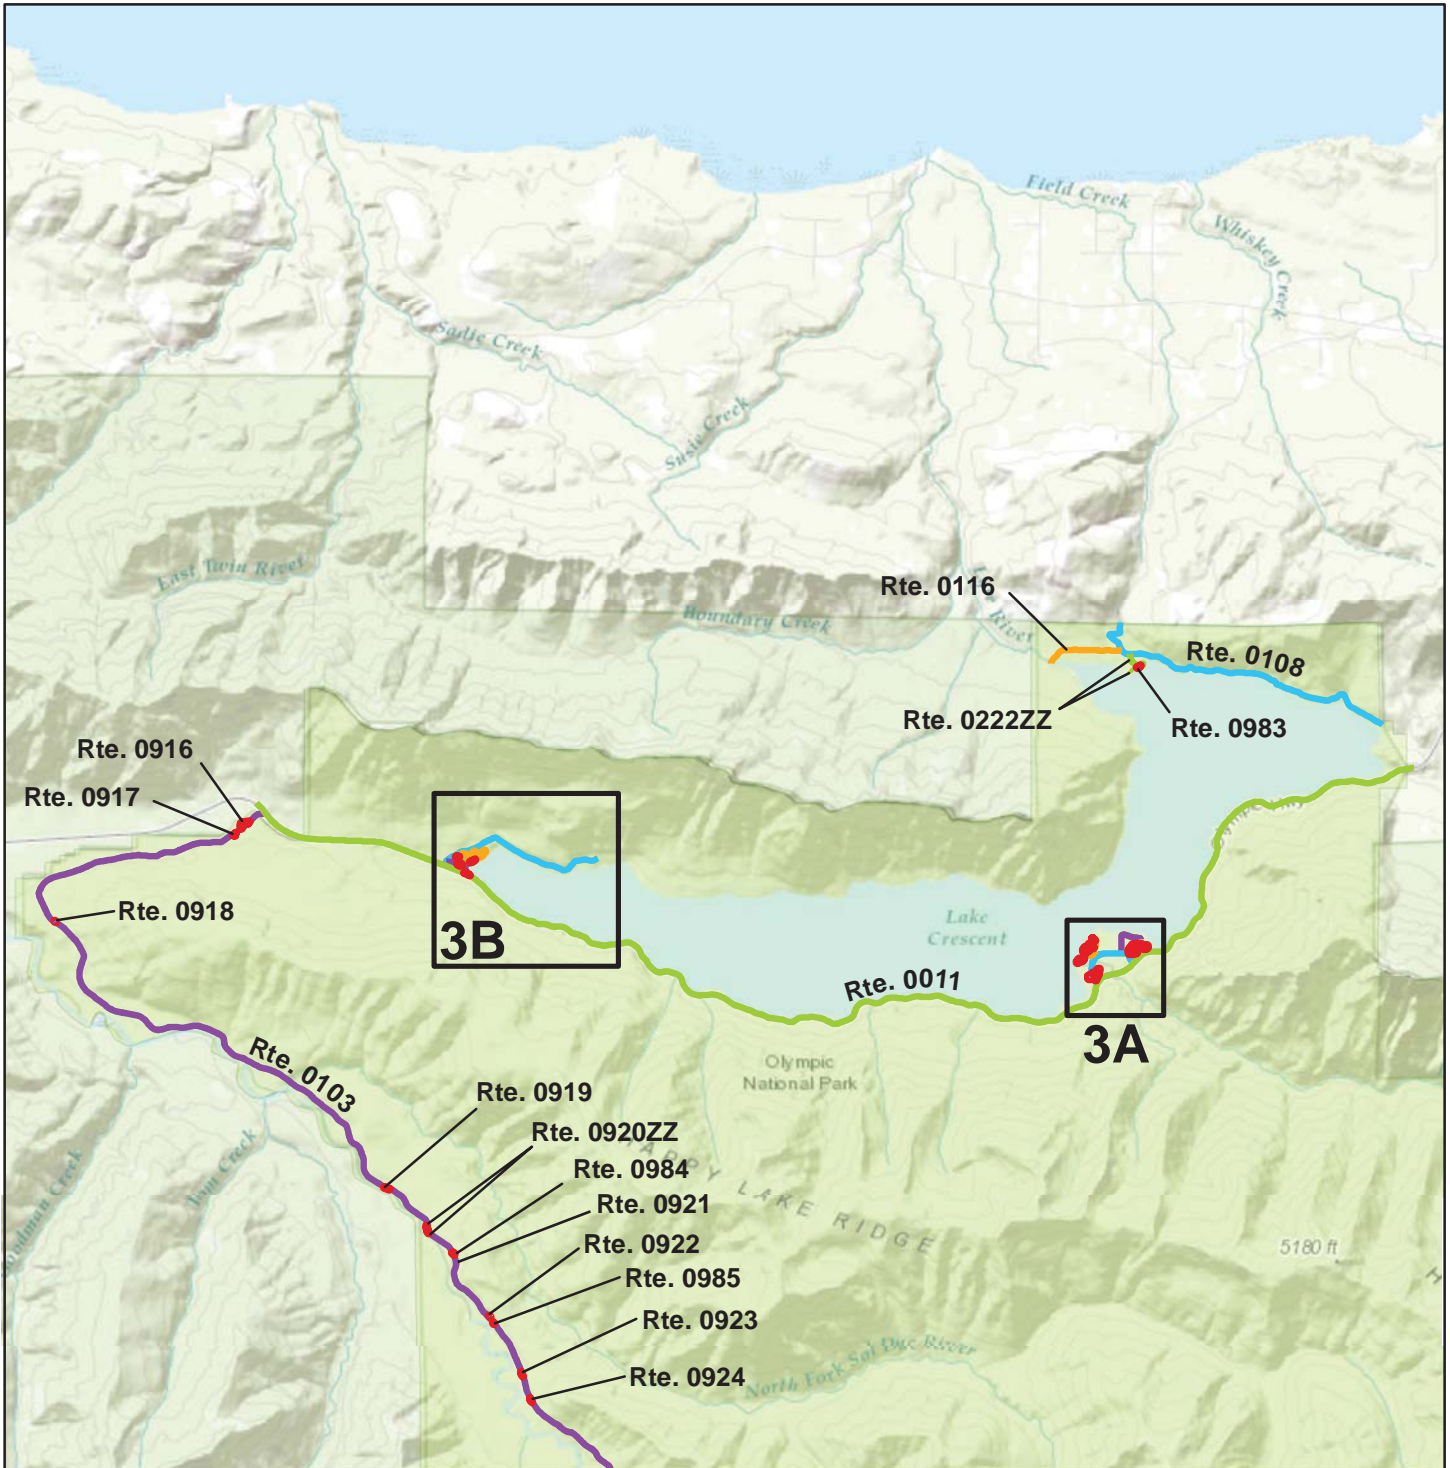 Field Creek
Whiskey Creek
Sadie Creek
Susie Creek
East Twin River
Rte. 0116
River
Boundary Creek
Rte. 0108
Rte. 0222ZZ
Rte. 0983
Rte. 0916
Rte. 0917
Rte. 0918
3B
Lake
Crescent
Rte. 0011
3A
Olympic
National Park
Rte. 0103
Rte. 0919
Rte. 0920ZZ
Rte. 0984
Rte. 0921
LAKE RIDGE
Rte. 0922
5180 ft
Rte. 0985
Rte. 0923
North Fork Sol Duc River
Rte. 0924
Creek
Creek